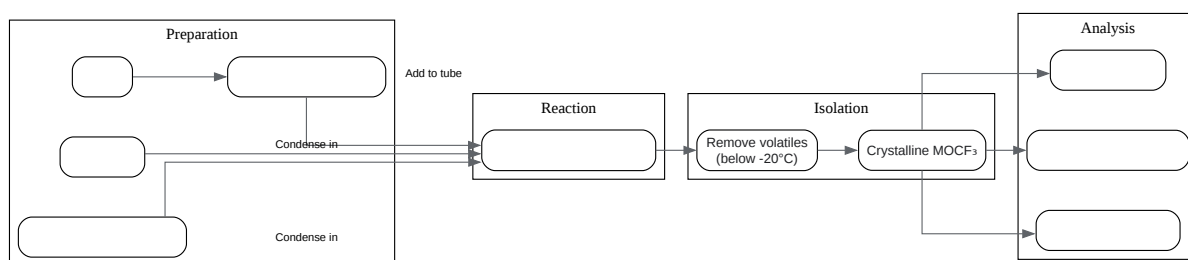 Preparation
Add to tube
Condense in
Condense in
Reaction
Isolation
Remove volatiles
(below -20°C)
Crystalline MOCF₃
Analysis